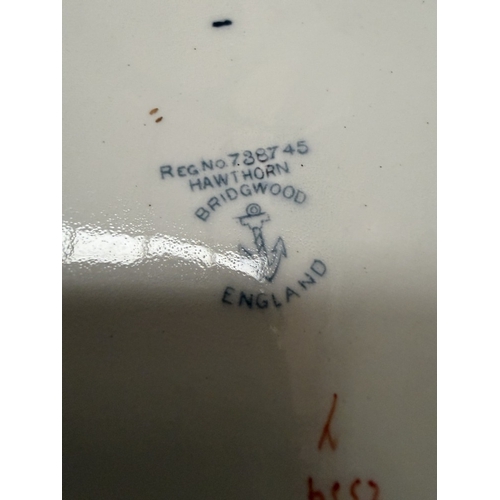 REG NO. 738745
HAWTHORN
BRIDGWOOD
ENGLAND